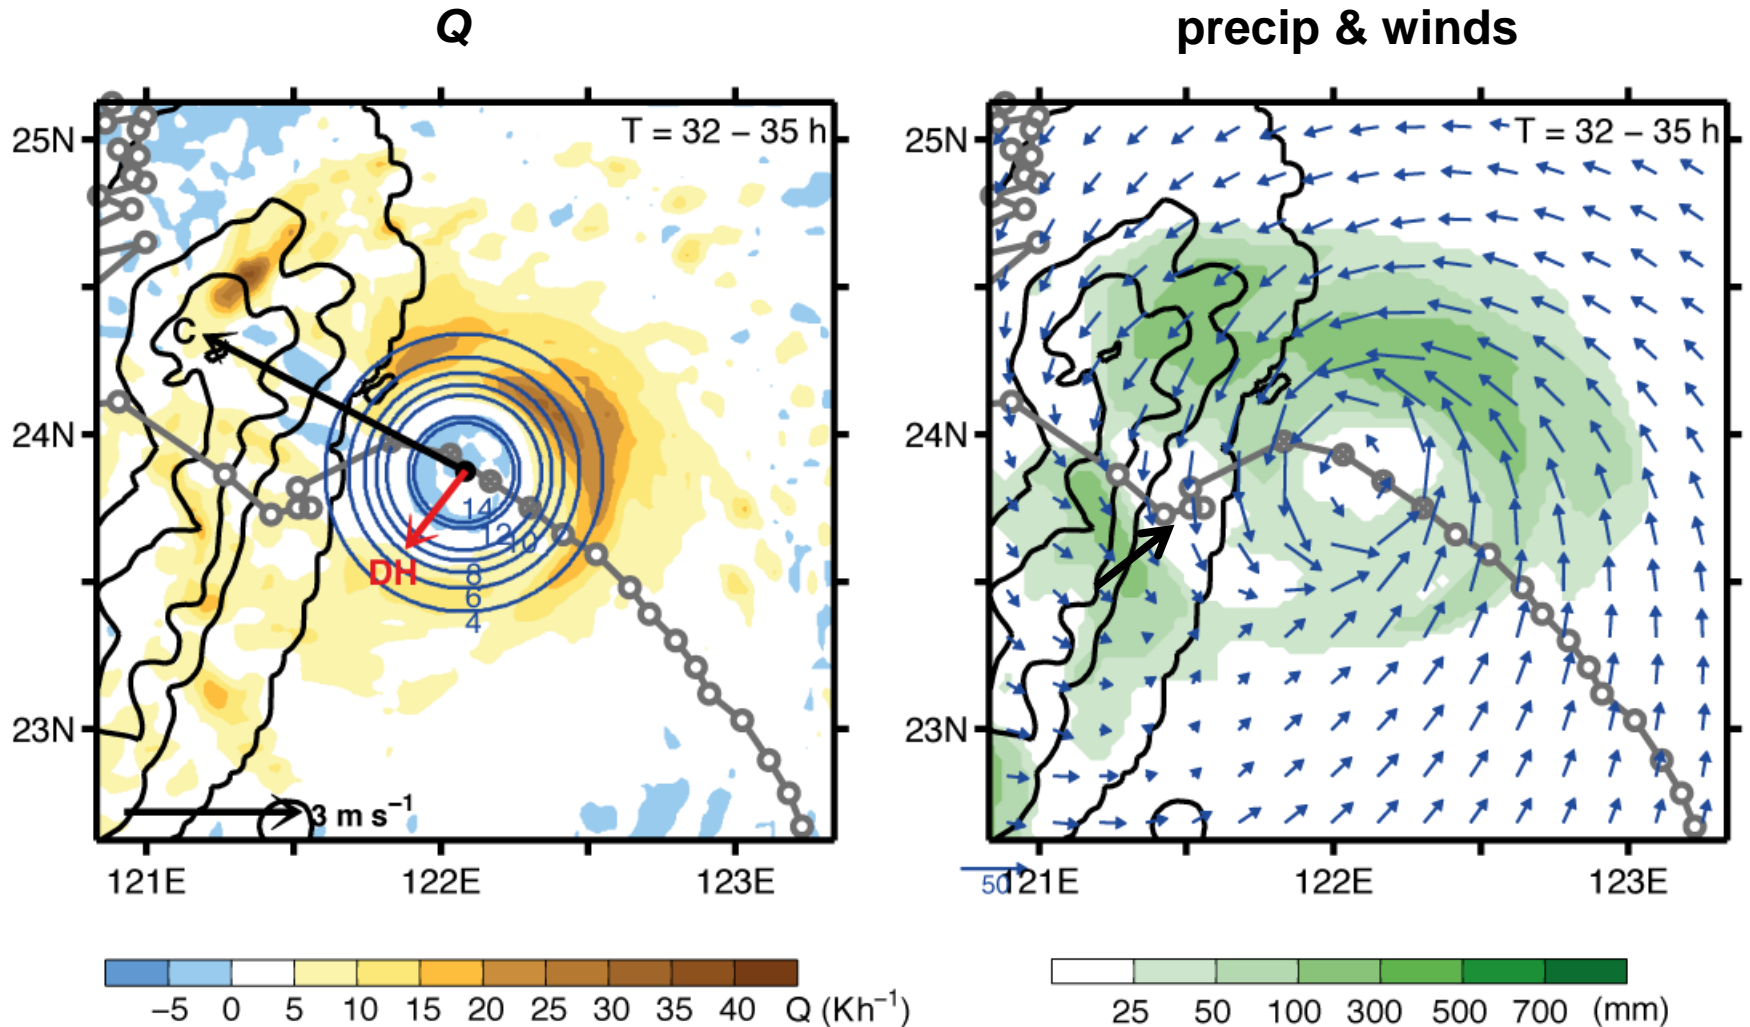 Q
precip & winds
T = 32 – 35 h
25N
24N
23N
C
DH
14
12
10
8
6
4
3 m s⁻¹
121E
122E
123E
−5 0 5 10 15 20 25 30 35 40 Q (Kh⁻¹)
T = 32 – 35 h
25N
24N
23N
50
121E
122E
123E
25 50 100 300 500 700 (mm)